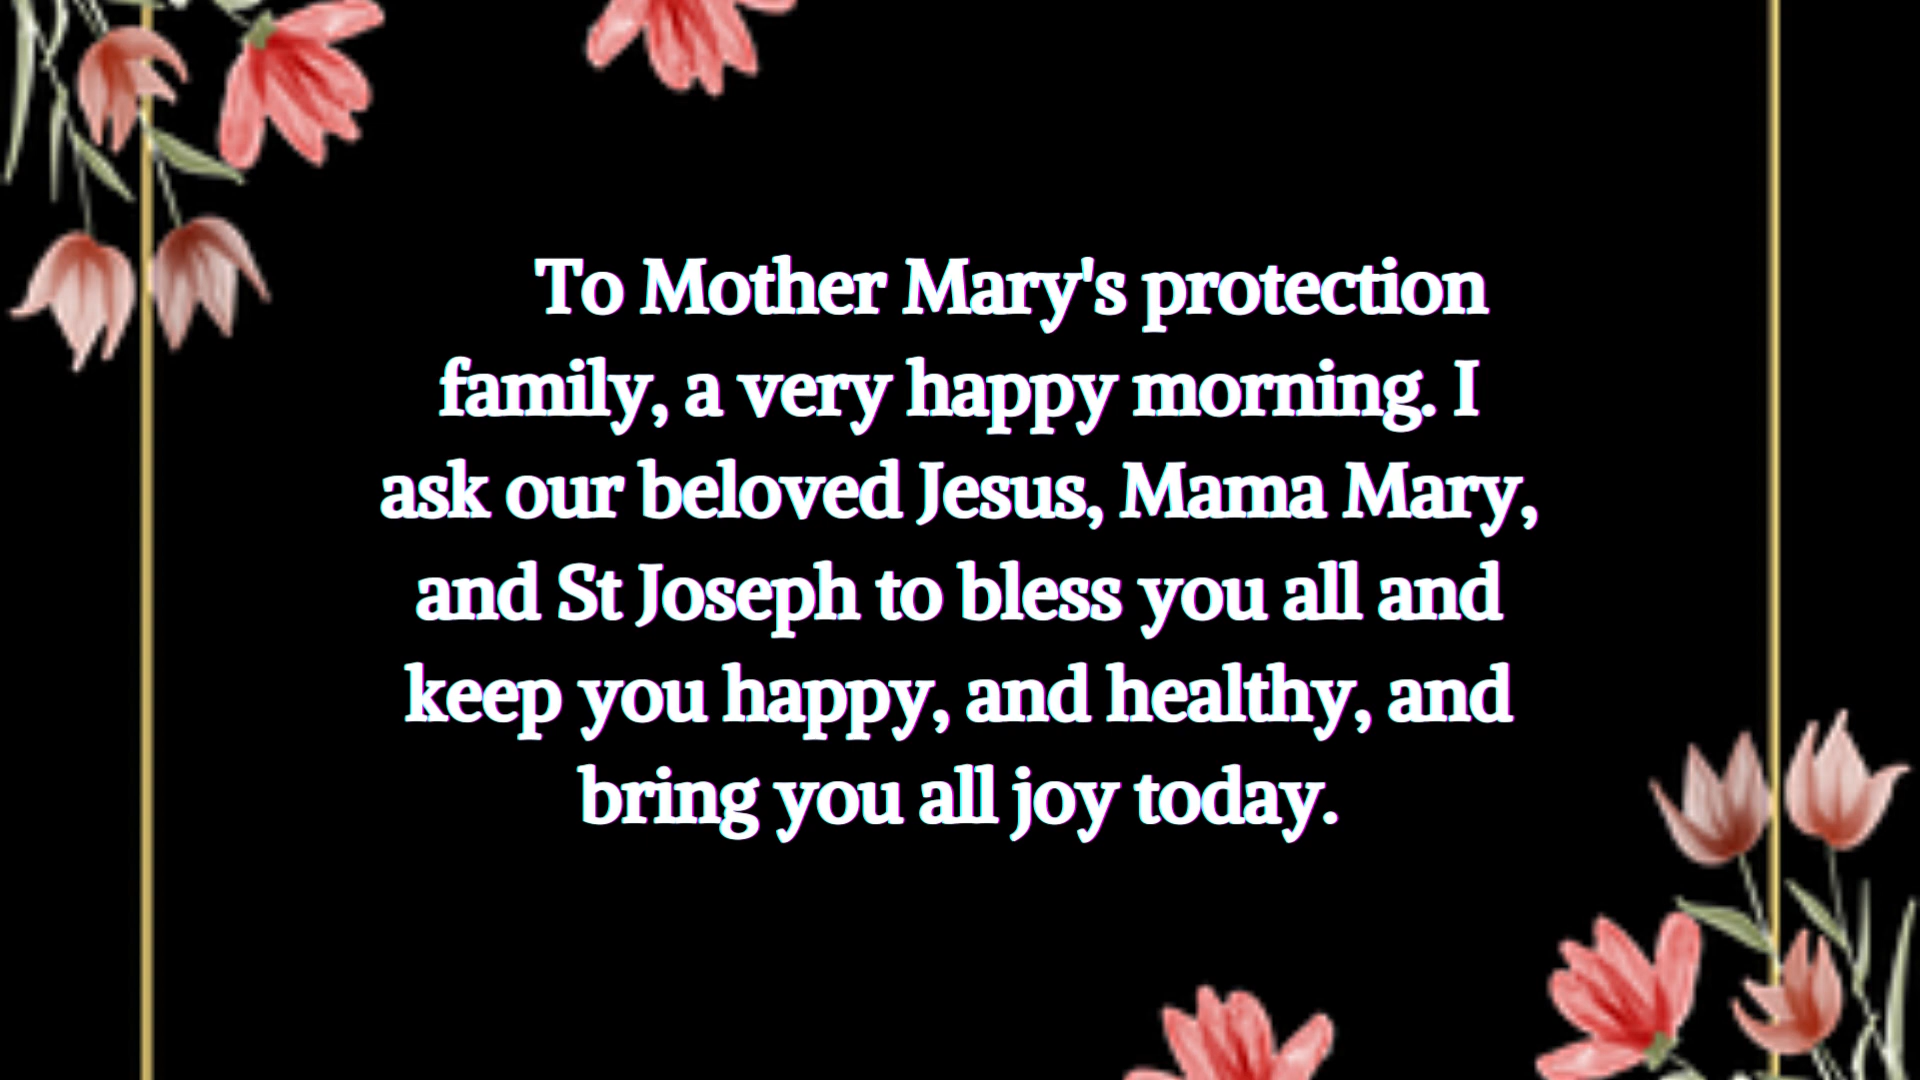 To Mother Mary's protection
family, a very happy morning. I
ask our beloved Jesus, Mama Mary,
and St Joseph to bless you all and
keep you happy, and healthy, and
bring you all joy today.